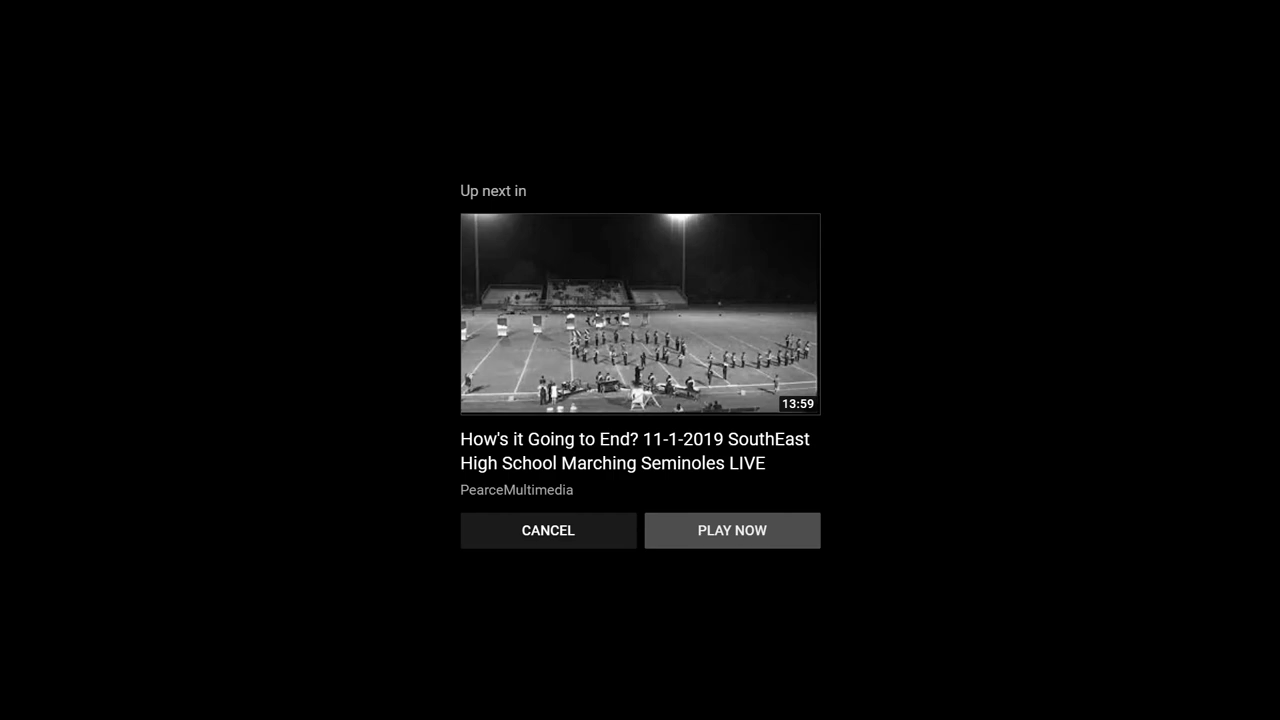 Up next in
13:59
How's it Going to End? 11-1-2019 SouthEast
High School Marching Seminoles LIVE
PearceMultimedia
CANCEL
PLAY NOW